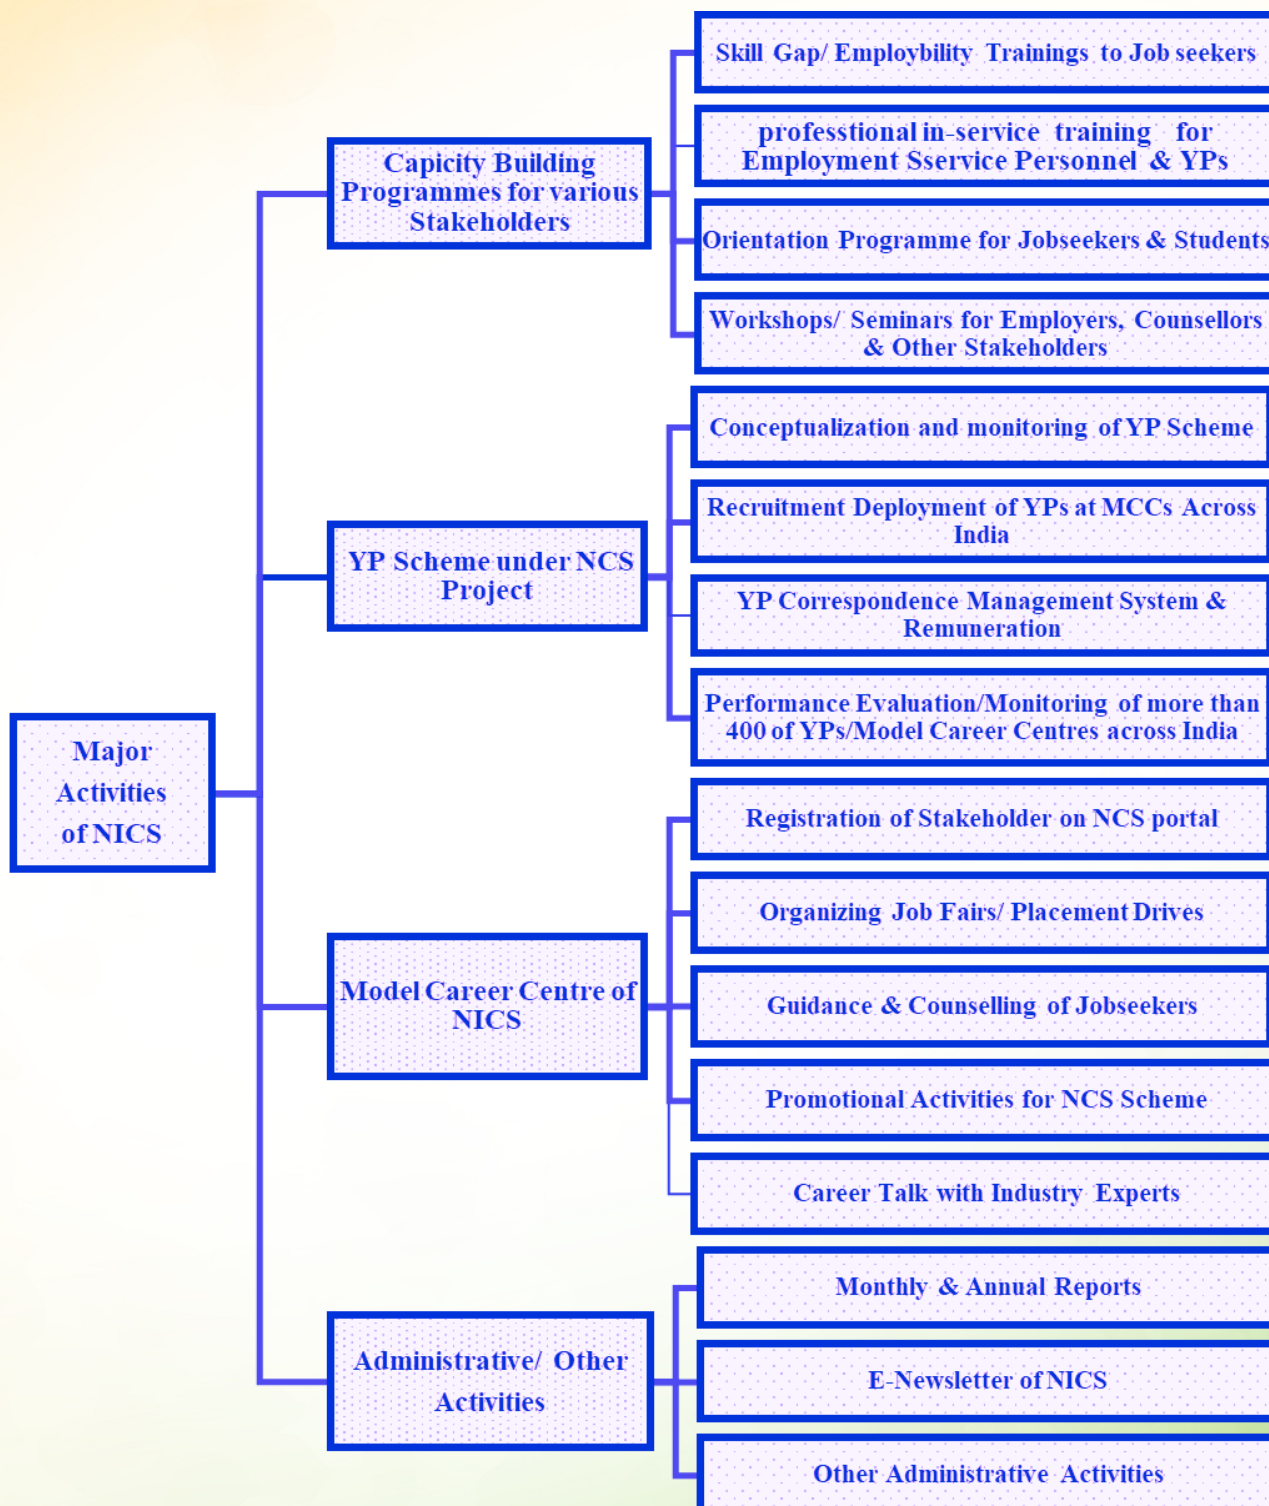 Major
Activities
of NICS
Capicity Building
Programmes for various
Stakeholders
Skill Gap/ Employbility Trainings to Job seekers
professtional in-service training for
Employment Sservice Personnel & YPs
Orientation Programme for Jobseekers & Students
Workshops/ Seminars for Employers, Counsellors
& Other Stakeholders
YP Scheme under NCS
Project
Conceptualization and monitoring of YP Scheme
Recruitment Deployment of YPs at MCCs Across
India
YP Correspondence Management System &
Remuneration
Performance Evaluation/Monitoring of more than
400 of YPs/Model Career Centres across India
Model Career Centre of
NICS
Registration of Stakeholder on NCS portal
Organizing Job Fairs/ Placement Drives
Guidance & Counselling of Jobseekers
Promotional Activities for NCS Scheme
Career Talk with Industry Experts
Administrative/ Other
Activities
Monthly & Annual Reports
E-Newsletter of NICS
Other Administrative Activities